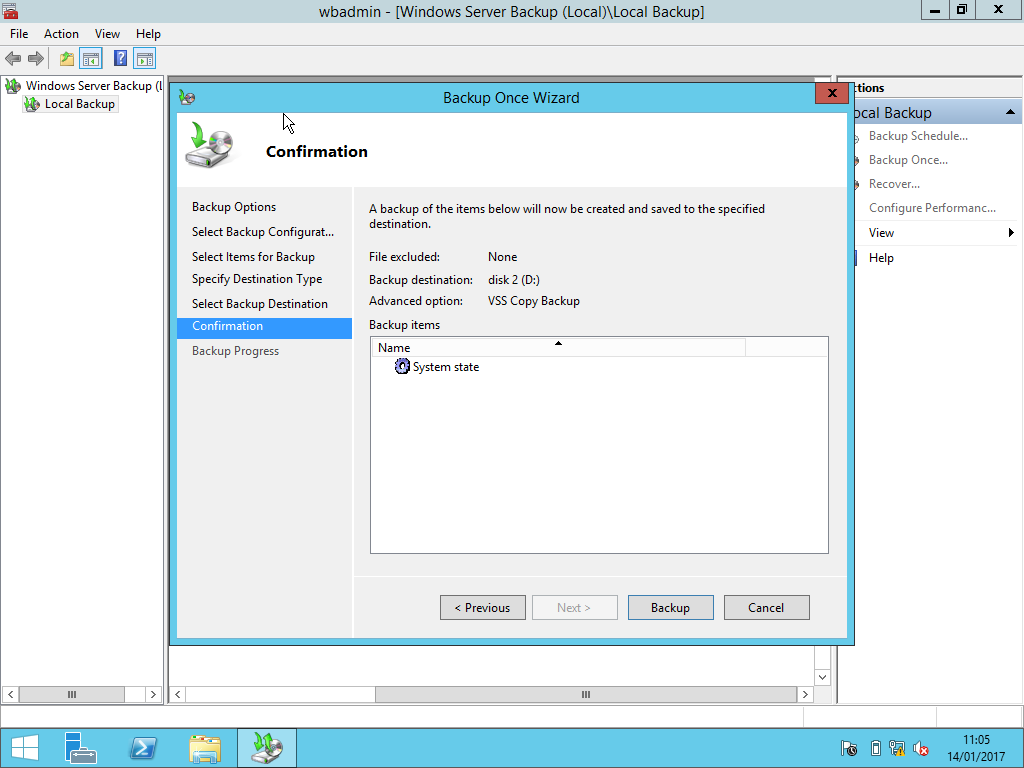 wbadmin - [Windows Server Backup (Local)\Local Backup]
File Action View Help
Windows Server Backup (L
Local Backup
Backup Once Wizard
x
Confirmation
Backup Options
Select Backup Configurat...
Select Items for Backup
Specify Destination Type
Select Backup Destination
Confirmation
Backup Progress
A backup of the items below will now be created and saved to the specified
destination.
File excluded: None
Backup destination: disk 2 (D:)
Advanced option: VSS Copy Backup
Backup items
Name
System state
< Previous Next > Backup Cancel
ctions
ocal Backup
Backup Schedule...
Backup Once...
Recover...
Configure Performanc...
View
Help
11:05
14/01/2017